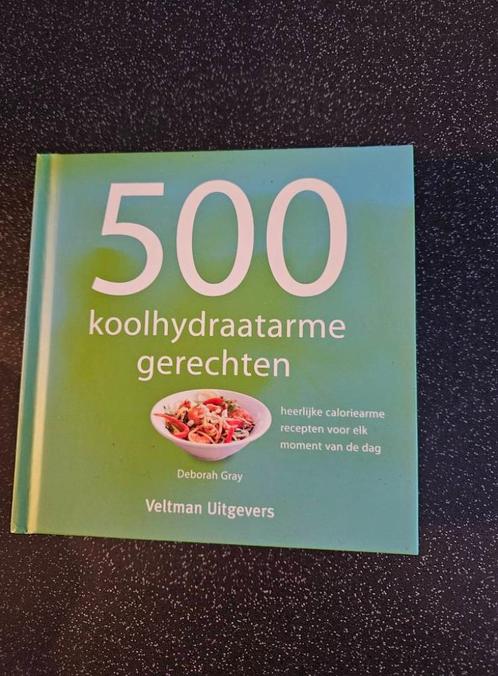 500
koolhydraatarme
gerechten
heerlijke caloriearme
recepten voor elk
moment van de dag
Deborah Gray
Veltman Uitgevers